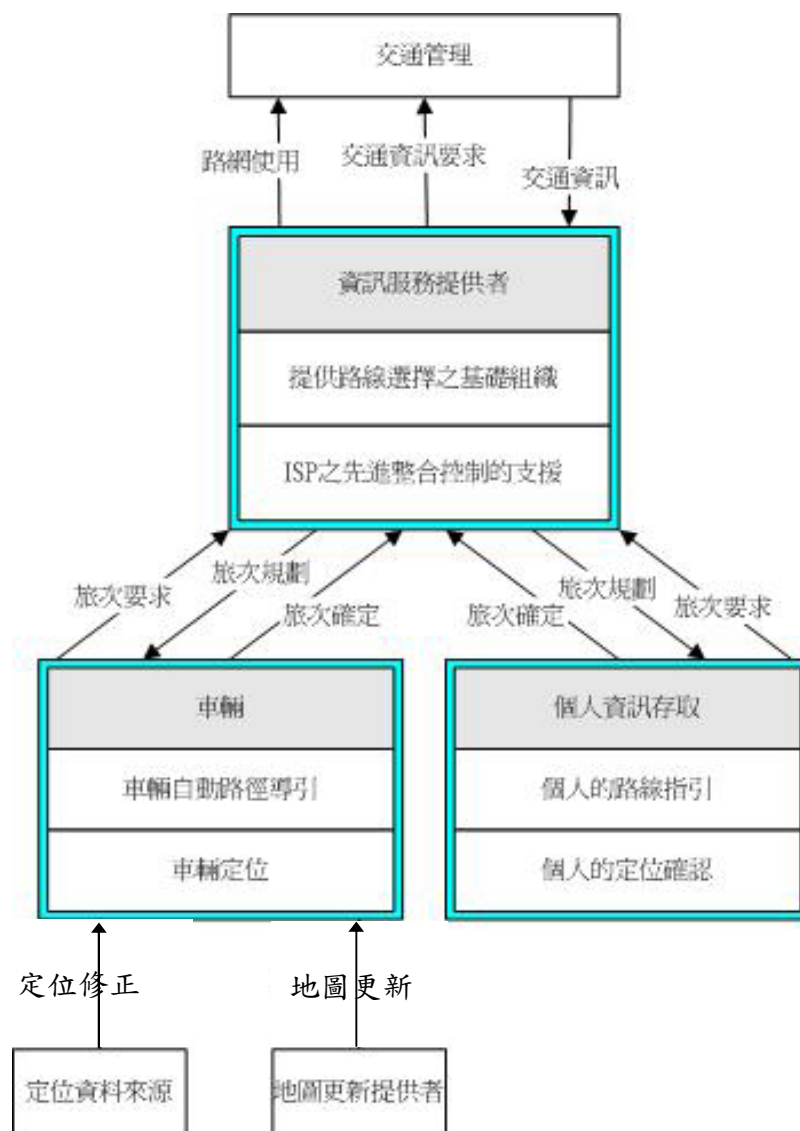 交通管理
路網使用
交通資訊要求
交通資訊
資訊服務提供者
提供路線選擇之基礎組織
ISP之先進整合控制的支援
旅次要求
旅次規劃
旅次確定
旅次確定
旅次規劃
旅次要求
車輛
車輛自動路徑導引
車輛定位
個人資訊存取
個人的路線指引
個人的定位確認
定位修正
地圖更新
定位資料來源
地圖更新提供者